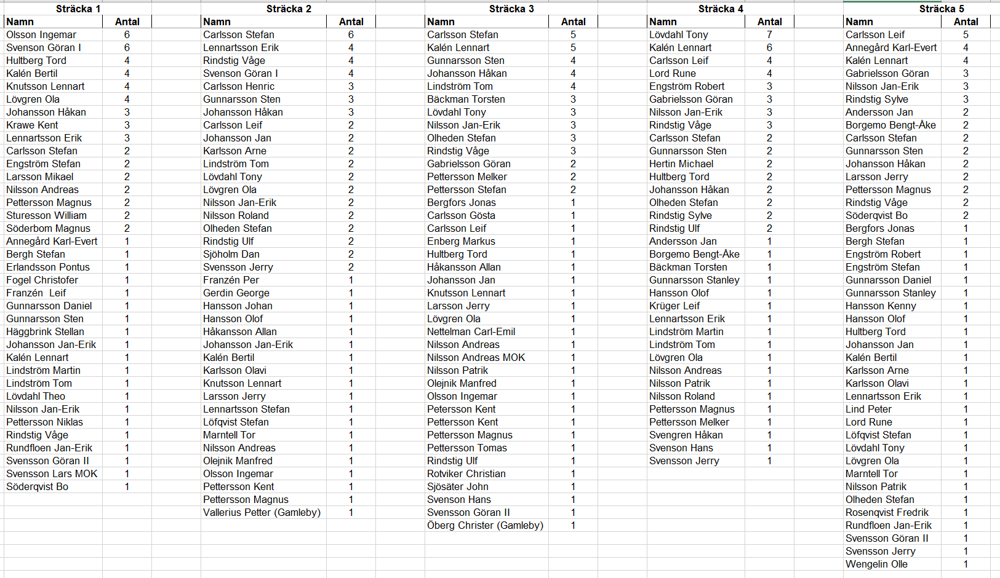 Sträcka 1 Sträcka 2 Sträcka 3 Sträcka 4 Sträcka 5
Namn Antal Namn Antal Namn Antal Namn Antal Namn Antal
Olsson Ingemar 6 Carlsson Stefan 6 Carlsson Stefan 5 Lövdahl Tony 7 Carlsson Leif 5
Svenson Göran I 6 Lennartsson Erik 4 Kalén Lennart 5 Kalén Lennart 6 Annegård Karl-Evert 4
Hultberg Tord 4 Rindstig Våge 4 Gunnarsson Sten 4 Carlsson Leif 4 Kalén Lennart 4
Kalén Bertil 4 Svenson Göran I 4 Johansson Håkan 4 Lord Rune 4 Gabrielsson Göran 3
Knutsson Lennart 4 Carlsson Henric 3 Lindström Tom 4 Engström Robert 3 Nilsson Jan-Erik 3
Lövgren Ola 4 Gunnarsson Sten 3 Bäckman Torsten 3 Gabrielsson Göran 3 Rindstig Sylve 3
Johansson Håkan 3 Johansson Håkan 3 Lövdahl Tony 3 Nilsson Jan-Erik 3 Andersson Jan 2
Krawe Kent 3 Carlsson Leif 2 Nilsson Jan-Erik 3 Rindstig Våge 3 Borgemo Bengt-Åke 2
Lennartsson Erik 3 Johansson Jan 2 Olheden Stefan 3 Carlsson Stefan 2 Carlsson Stefan 2
Carlsson Stefan 2 Karlsson Arne 2 Rindstig Våge 3 Gunnarsson Sten 2 Gunnarsson Sten 2
Engström Stefan 2 Lindström Tom 2 Gabrielsson Göran 2 Hertin Michael 2 Johansson Håkan 2
Larsson Mikael 2 Lövdahl Tony 2 Pettersson Melker 2 Hultberg Tord 2 Larsson Jerry 2
Nilsson Andreas 2 Lövgren Ola 2 Pettersson Stefan 2 Johansson Håkan 2 Pettersson Magnus 2
Pettersson Magnus 2 Nilsson Jan-Erik 2 Bergfors Jonas 1 Olheden Stefan 2 Rindstig Våge 2
Sturesson William 2 Nilsson Roland 2 Carlsson Gösta 1 Rindstig Sylve 2 Söderqvist Bo 2
Söderbom Magnus 2 Olheden Stefan 2 Carlsson Leif 1 Rindstig Ulf 2 Bergfors Jonas 1
Annegård Karl-Evert 1 Rindstig Ulf 2 Enberg Markus 1 Andersson Jan 1 Bergh Stefan 1
Bergh Stefan 1 Sjöholm Dan 2 Hultberg Tord 1 Borgemo Bengt-Åke 1 Engström Robert 1
Erlandsson Pontus 1 Svensson Jerry 2 Håkansson Allan 1 Bäckman Torsten 1 Engström Stefan 1
Fogel Christofer 1 Franzén Per 1 Johansson Jan 1 Gunnarsson Stanley 1 Gunnarsson Daniel 1
Franzén  Leif 1 Gerdin George 1 Knutsson Lennart 1 Hansson Olof 1 Gunnarsson Stanley 1
Gunnarsson Daniel 1 Hansson Johan 1 Larsson Jerry 1 Krüger Leif 1 Hansson Kenny 1
Gunnarsson Sten 1 Hansson Olof 1 Lövgren Ola 1 Lennartsson Erik 1 Hansson Olof 1
Häggbrink Stellan 1 Håkansson Allan 1 Nettelman Carl-Emil 1 Lindström Martin 1 Hultberg Tord 1
Johansson Jan-Erik 1 Johansson Jan-Erik 1 Nilsson Andreas 1 Lindström Tom 1 Johansson Jan 1
Kalén Lennart 1 Kalén Bertil 1 Nilsson Andreas MOK 1 Lövgren Ola 1 Kalén Bertil 1
Lindström Martin 1 Karlsson Olavi 1 Nilsson Patrik 1 Nilsson Andreas 1 Karlsson Arne 1
Lindström Tom 1 Knutsson Lennart 1 Olejnik Manfred 1 Nilsson Patrik 1 Karlsson Olavi 1
Lövdahl Theo 1 Larsson Jerry 1 Olsson Ingemar 1 Nilsson Roland 1 Lennartsson Erik 1
Nilsson Jan-Erik 1 Lennartsson Stefan 1 Petersson Kent 1 Pettersson Magnus 1 Lind Peter 1
Pettersson Niklas 1 Löfqvist Stefan 1 Pettersson Kent 1 Pettersson Melker 1 Lord Rune 1
Rindstig Våge 1 Marntell Tor 1 Pettersson Magnus 1 Svengren Håkan 1 Löfqvist Stefan 1
Rundfloen Jan-Erik 1 Nilsson Andreas 1 Pettersson Tomas 1 Svenson Hans 1 Lövdahl Tony 1
Svensson Göran II 1 Olejnik Manfred 1 Rindstig Ulf 1 Svensson Jerry 1 Lövgren Ola 1
Svensson Lars MOK 1 Olsson Ingemar 1 Rotviker Christian 1 Marntell Tor 1
Söderqvist Bo 1 Pettersson Kent 1 Sjösäter John 1 Nilsson Patrik 1
Pettersson Magnus 1 Svenson Hans 1 Olheden Stefan 1
Vallerius Petter (Gamleby) 1 Svensson Göran II 1 Rosenqvist Fredrik 1
Öberg Christer (Gamleby) 1 Rundfloen Jan-Erik 1
Svensson Göran II 1
Svensson Jerry 1
Wengelin Olle 1